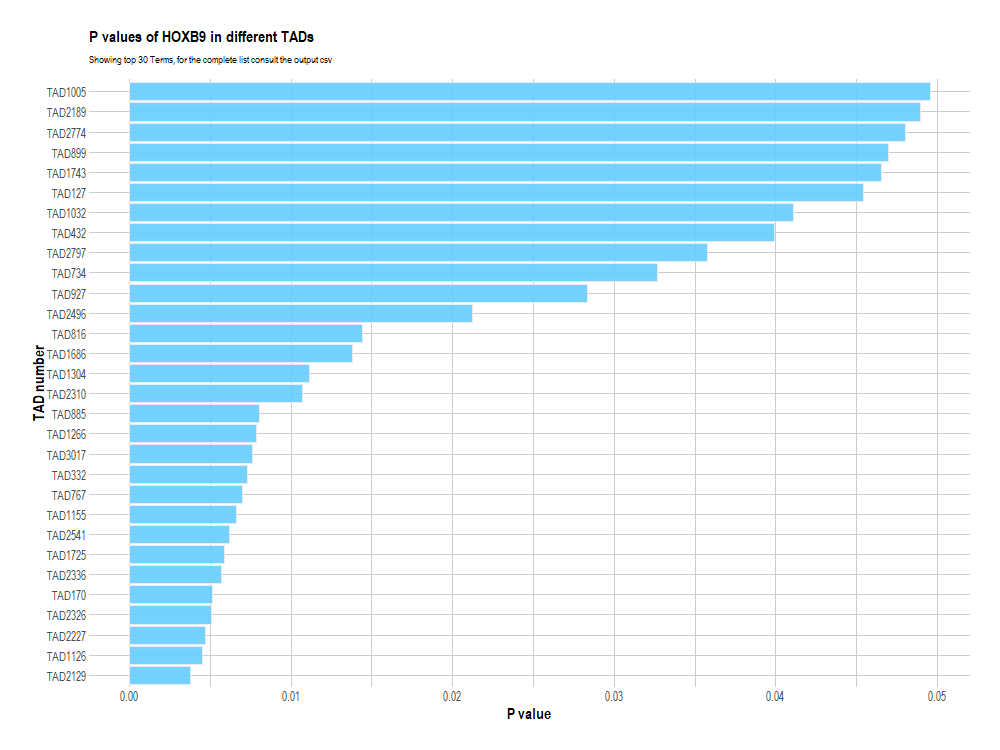 P values of HOXB9 in different TADs
Showing top 30 Terms, for the complete list consult the output csv
TAD number
TAD1005
TAD2189
TAD2774
TAD899
TAD1743
TAD127
TAD1032
TAD432
TAD2797
TAD734
TAD927
TAD2496
TAD816
TAD1686
TAD1304
TAD2310
TAD885
TAD1266
TAD3017
TAD332
TAD767
TAD1155
TAD2541
TAD1725
TAD2336
TAD170
TAD2326
TAD2227
TAD1126
TAD2129
0.00 0.01 0.02 0.03 0.04 0.05
P value